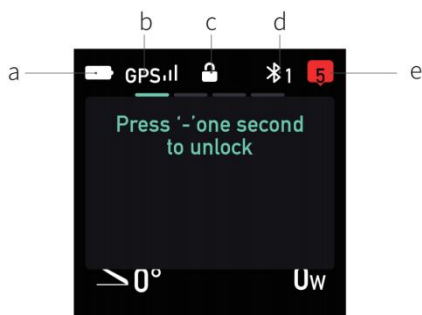 b c d
a e
GPS 1 5
Press '-'one second
to unlock
0° 0W